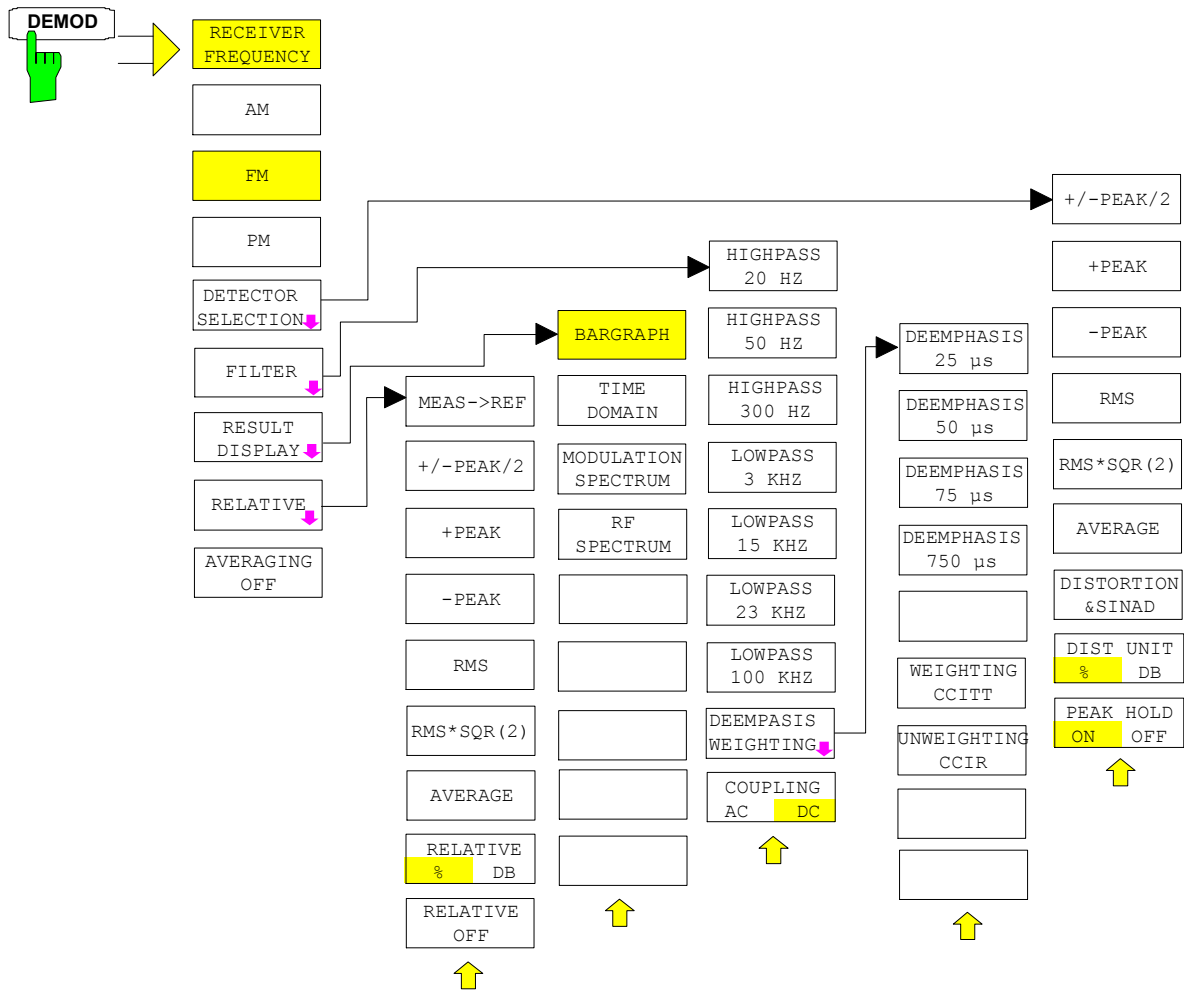 DEMOD
RECEIVER
FREQUENCY
AM
FM
PM
DETECTOR
SELECTION
FILTER
RESULT
DISPLAY
RELATIVE
AVERAGING
OFF
MEAS->REF
+/-PEAK/2
+PEAK
-PEAK
RMS
RMS*SQR(2)
AVERAGE
RELATIVE
% DB
RELATIVE
OFF
BARGRAPH
TIME
DOMAIN
MODULATION
SPECTRUM
RF
SPECTRUM
HIGHPASS
20 HZ
HIGHPASS
50 HZ
HIGHPASS
300 HZ
LOWPASS
3 KHZ
LOWPASS
15 KHZ
LOWPASS
23 KHZ
LOWPASS
100 KHZ
DEEMPASIS
WEIGHTING
COUPLING
AC DC
DEEMPHASIS
25 µs
DEEMPHASIS
50 µs
DEEMPHASIS
75 µs
DEEMPHASIS
750 µs
WEIGHTING
CCITT
UNWEIGHTING
CCIR
+/-PEAK/2
+PEAK
-PEAK
RMS
RMS*SQR(2)
AVERAGE
DISTORTION
&SINAD
DIST UNIT
% DB
PEAK HOLD
ON OFF